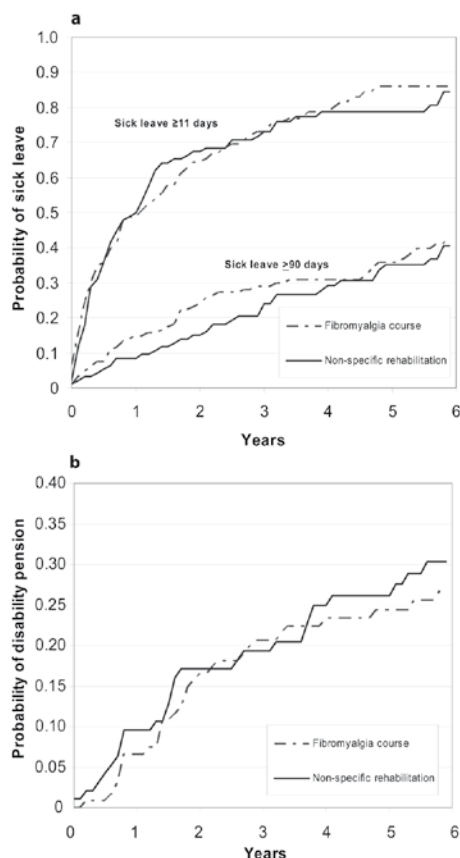 a
1.0
0.9
0.8
0.7
0.6
0.5
0.4
0.3
0.2
0.1
0
Probability of sick leave
Sick leave ≥11 days
Sick leave ≥90 days
Fibromyalgia course
Non-specific rehabilitation
0 1 2 3 4 5 6
Years
b
0.40
0.35
0.30
0.25
0.20
0.15
0.10
0.05
0
Probability of disability pension
Fibromyalgia course
Non-specific rehabilitation
0 1 2 3 4 5 6
Years